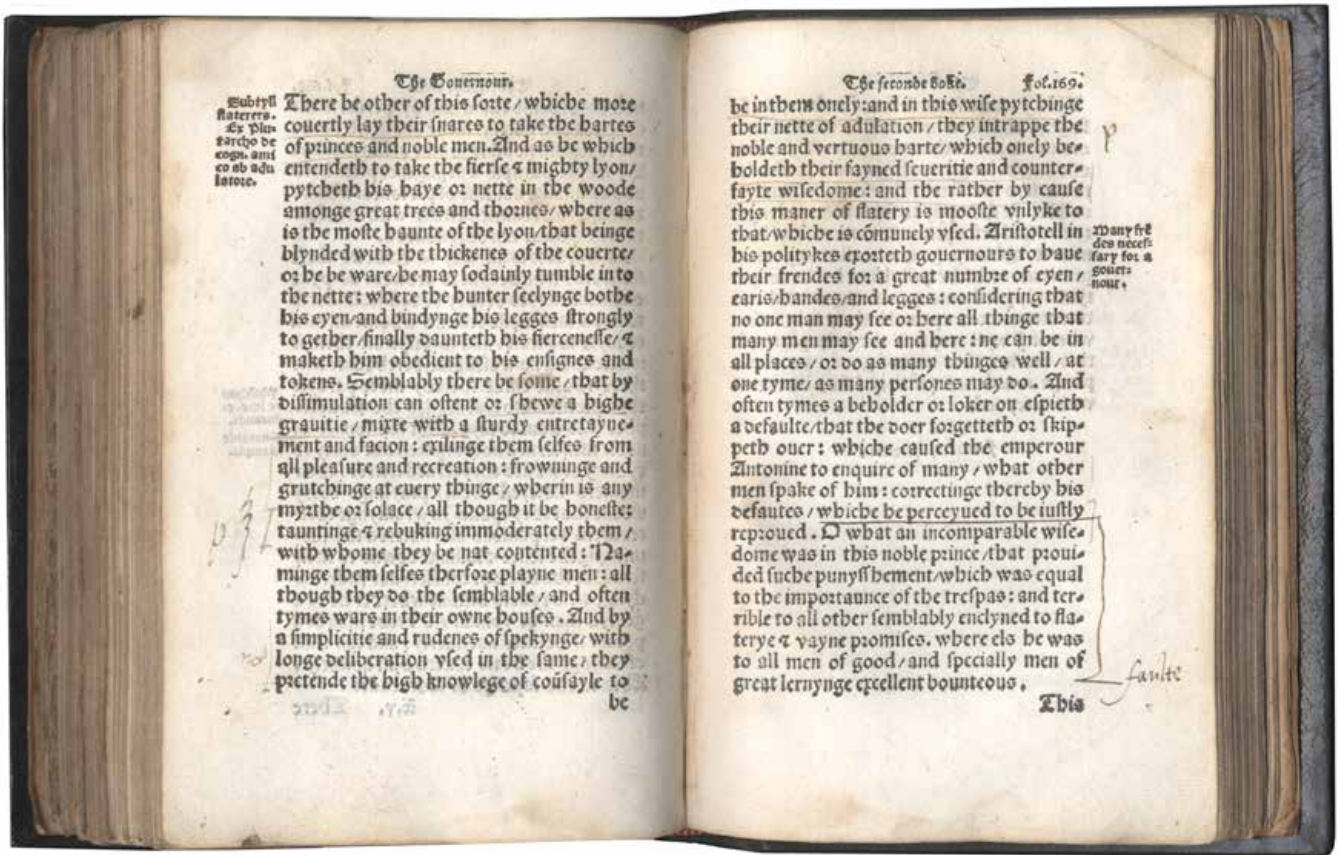 The Gouernour.
Subtyll
flaterers.
Ex Plu-
tarcho de
cogn. ami
co ab adu
latore.
There be other of this sorte / whiche more
couertly lay their snares to take the hartes
of princes and noble men. And as he which
entendeth to take the fierse & mighty lyon /
pytcheth his haye or nette in the woode
amonge great trees and thornes / where as
is the moste haunte of the lyon / that beinge
blynded with the thickenes of the couerte /
or he be ware / he may sodainly tumble in to
the nette : where the hunter seelynge bothe
his eyen / and bindynge his legges strongly
to gether / finally daunteth his fiercenesse / &
maketh him obedient to his ensignes and
tokens. Semblably there be some / that by
dissimulation can ostent or shewe a highe
grauitie / mixte with a sturdy entretayne-
ment and facion : exilinge them selfes from
all pleasure and recreation : frowninge and
grutchinge at euery thinge / wherin is any
myrthe or solace / all though it be honeste :
tauntinge & rebuking immoderately them /
with whome they be nat contented : Na-
minge them selfes therfore playne men : all
though they do the semblable / and often
tymes wars in their owne houses . And by
a simplicitie and rudenes of spekynge / with
longe deliberation vsed in the same / they
pretende the high knowlege of coūsayle to
be
The seconde boke. Fol.169.
be in them onely : and in this wise pytchinge
their nette of adulation / they intrappe the
noble and vertuous harte / which onely be-
holdeth their fayned seueritie and counter-
fayte wisedome : and the rather by cause
this maner of flatery is mooste vnlyke to
that / whiche is cōmunely vsed. Aristotell in
his politykes exorteth gouernours to haue
their frendes for a great numbre of eyen /
earis / handes / and legges : considering that
no one man may see or here all thinge that
many men may see and here : ne can be in
all places / or do as many thinges well / at
one tyme / as many persones may do . And
often tymes a beholder or loker on espieth
a defaulte / that the doer forgetteth or skip-
peth ouer : whiche caused the emperour
Antonine to enquire of many / what other
men spake of him : correctinge thereby his
defautes / whiche he perceyued to be iustly
reproued . O what an incomparable wise-
dome was in this noble prince / that proui-
ded suche punysshement / which was equal
to the importaunce of the trespas : and ter-
rible to all other semblably enclyned to fla-
terye & vayne promises. where els he was
to all men of good / and specially men of
great lernynge excellent bounteous .
This
Many frē
des neces-
sary for a
gouer-
nour.
faulte